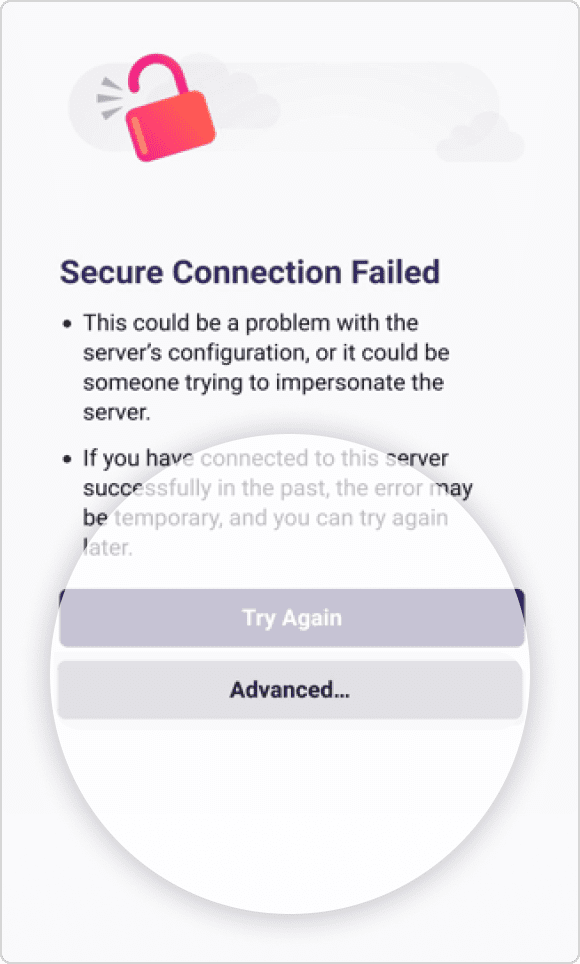 Secure Connection Failed
• This could be a problem with the
server’s configuration, or it could be
someone trying to impersonate the
server.
• If you have connected to this server
successfully in the past, the error may
be temporary, and you can try again
later.
Try Again
Advanced...